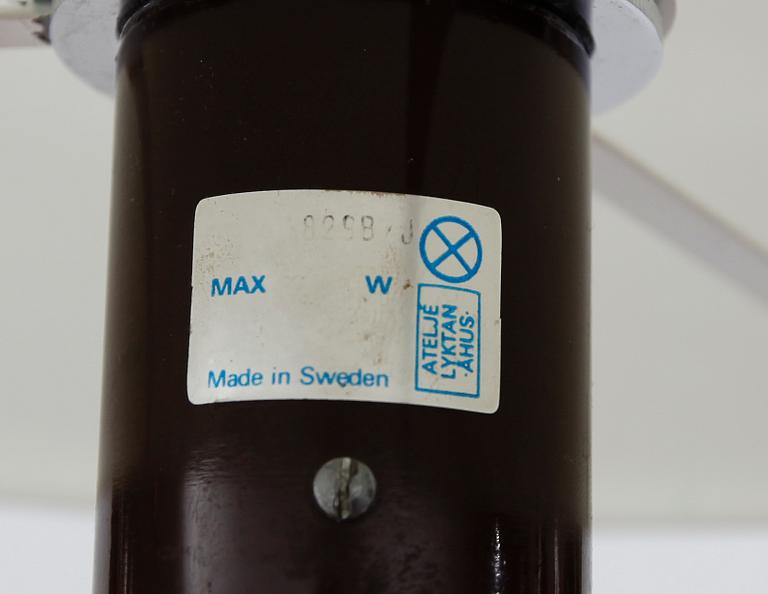 829B/J
MAX W
Made in Sweden
ATELJÉ
LYKTAN
ÅHUS